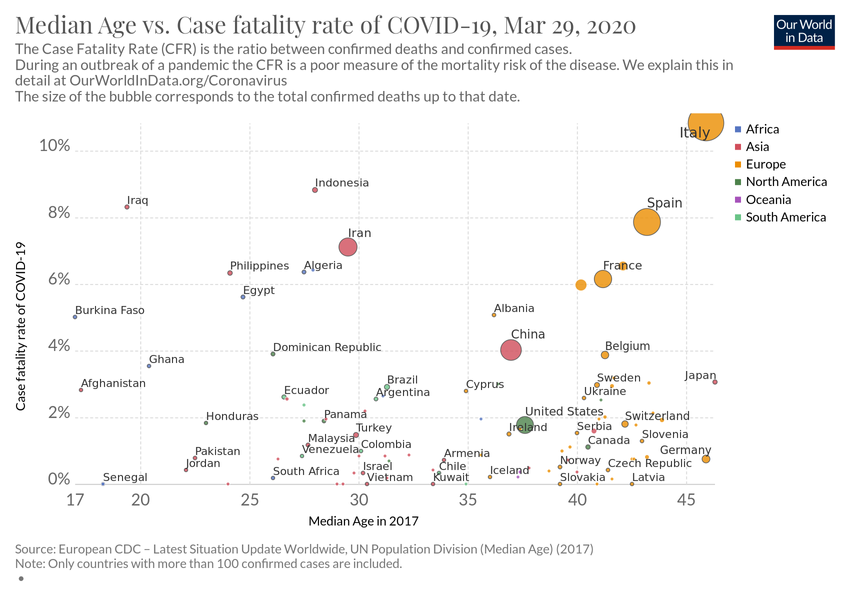 Median Age vs. Case fatality rate of COVID-19, Mar 29, 2020
Our World
in Data
The Case Fatality Rate (CFR) is the ratio between confirmed deaths and confirmed cases.
During an outbreak of a pandemic the CFR is a poor measure of the mortality risk of the disease. We explain this in
detail at OurWorldInData.org/Coronavirus
The size of the bubble corresponds to the total confirmed deaths up to that date.
Italy
Africa
Asia
Europe
North America
Oceania
South America
10%
8%
6%
4%
2%
0%
Case fatality rate of COVID-19
Indonesia
Iraq
Spain
Iran
Philippines
Algeria
France
Egypt
Burkina Faso
Albania
China
Dominican Republic
Belgium
Ghana
Afghanistan
Ecuador
Brazil
Argentina
Cyprus
Sweden
Ukraine
Japan
Honduras
Panama
United States
Switzerland
Turkey
Ireland
Serbia
Malaysia
Colombia
Canada
Slovenia
Pakistan
Venezuela
Armenia
Germany
Jordan
Israel
Chile
Norway
Czech Republic
Senegal
South Africa
Vietnam
Kuwait
Iceland
Slovakia
Latvia
17
20
25
30
35
40
45
Median Age in 2017
Source: European CDC – Latest Situation Update Worldwide, UN Population Division (Median Age) (2017)
Note: Only countries with more than 100 confirmed cases are included.